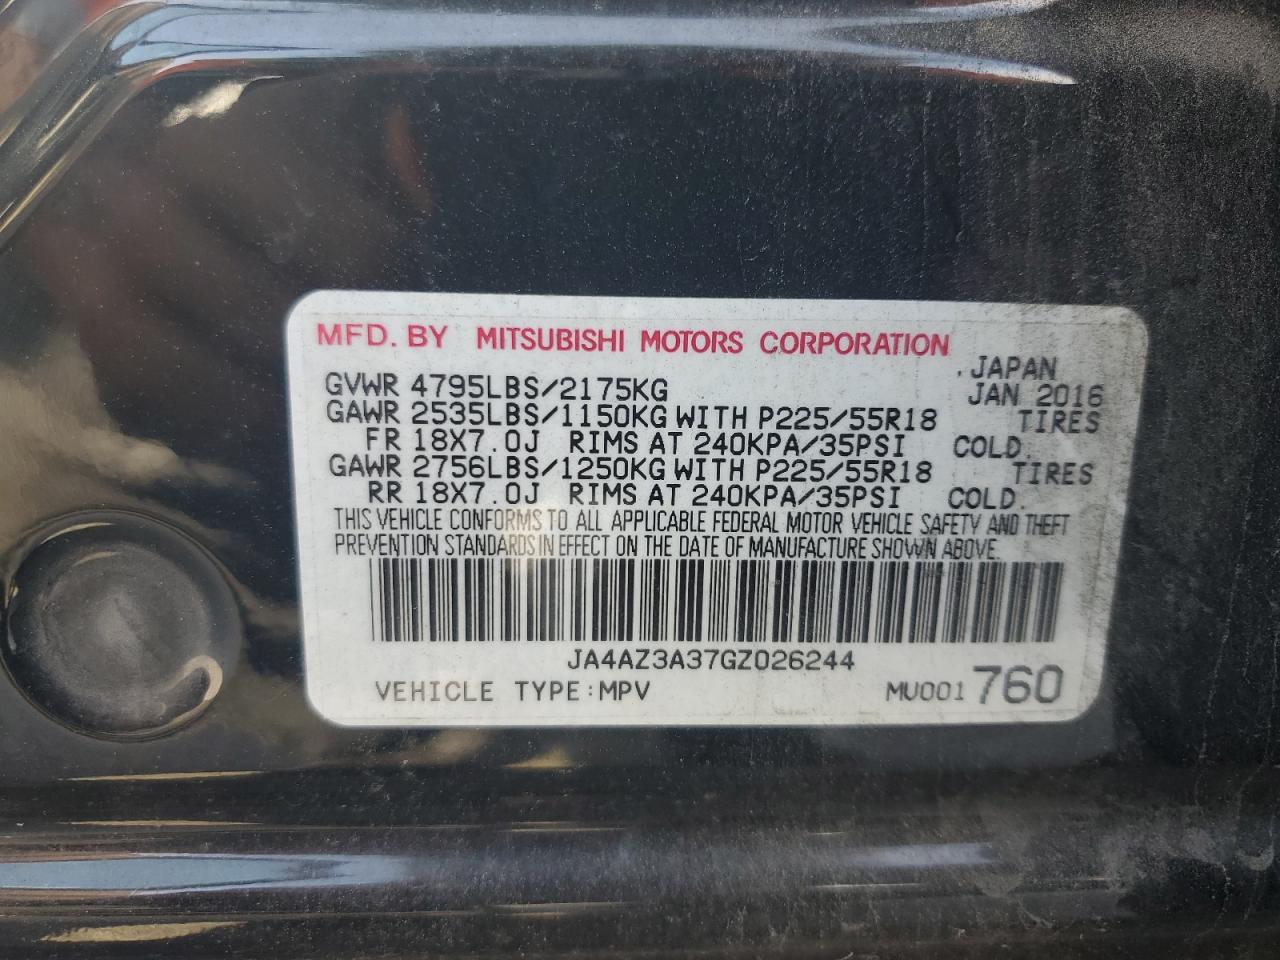 MFD. BY MITSUBISHI MOTORS CORPORATION
.JAPAN
GVWR 4795LBS/2175KG JAN 2016
GAWR 2535LBS/1150KG WITH P225/55R18 TIRES
FR 18X7.0J RIMS AT 240KPA/35PSI COLD.
GAWR 2756LBS/1250KG WITH P225/55R18 TIRES
RR 18X7.0J RIMS AT 240KPA/35PSI COLD.
THIS VEHICLE CONFORMS TO ALL APPLICABLE FEDERAL MOTOR VEHICLE SAFETY AND THEFT
PREVENTION STANDARDS IN EFFECT ON THE DATE OF MANUFACTURE SHOWN ABOVE.
JA4AZ3A37GZ026244
VEHICLE TYPE:MPV MU001 760